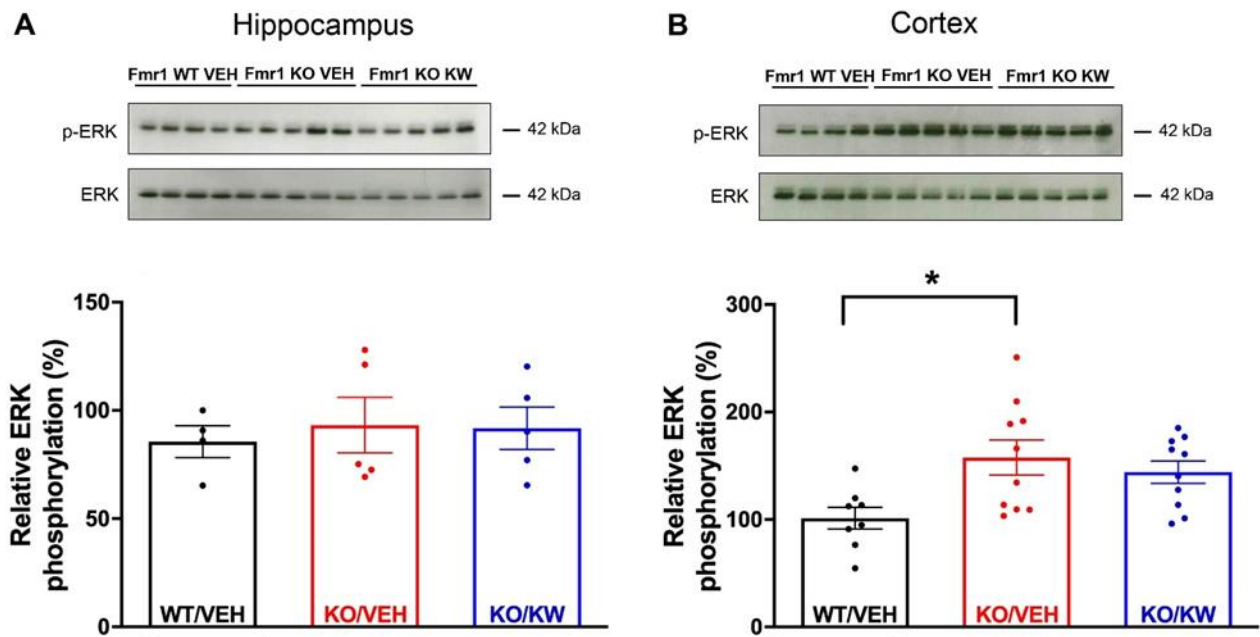 A
Hippocampus
Fmr1 WT VEH Fmr1 KO VEH Fmr1 KO KW
p-ERK
42 kDa
ERK
42 kDa
Relative ERK
phosphorylation (%)
150
100
50
0
WT/VEH
KO/VEH
KO/KW
B
Cortex
Fmr1 WT VEH Fmr1 KO VEH Fmr1 KO KW
p-ERK
42 kDa
ERK
42 kDa
Relative ERK
phosphorylation (%)
300
200
100
0
*
WT/VEH
KO/VEH
KO/KW